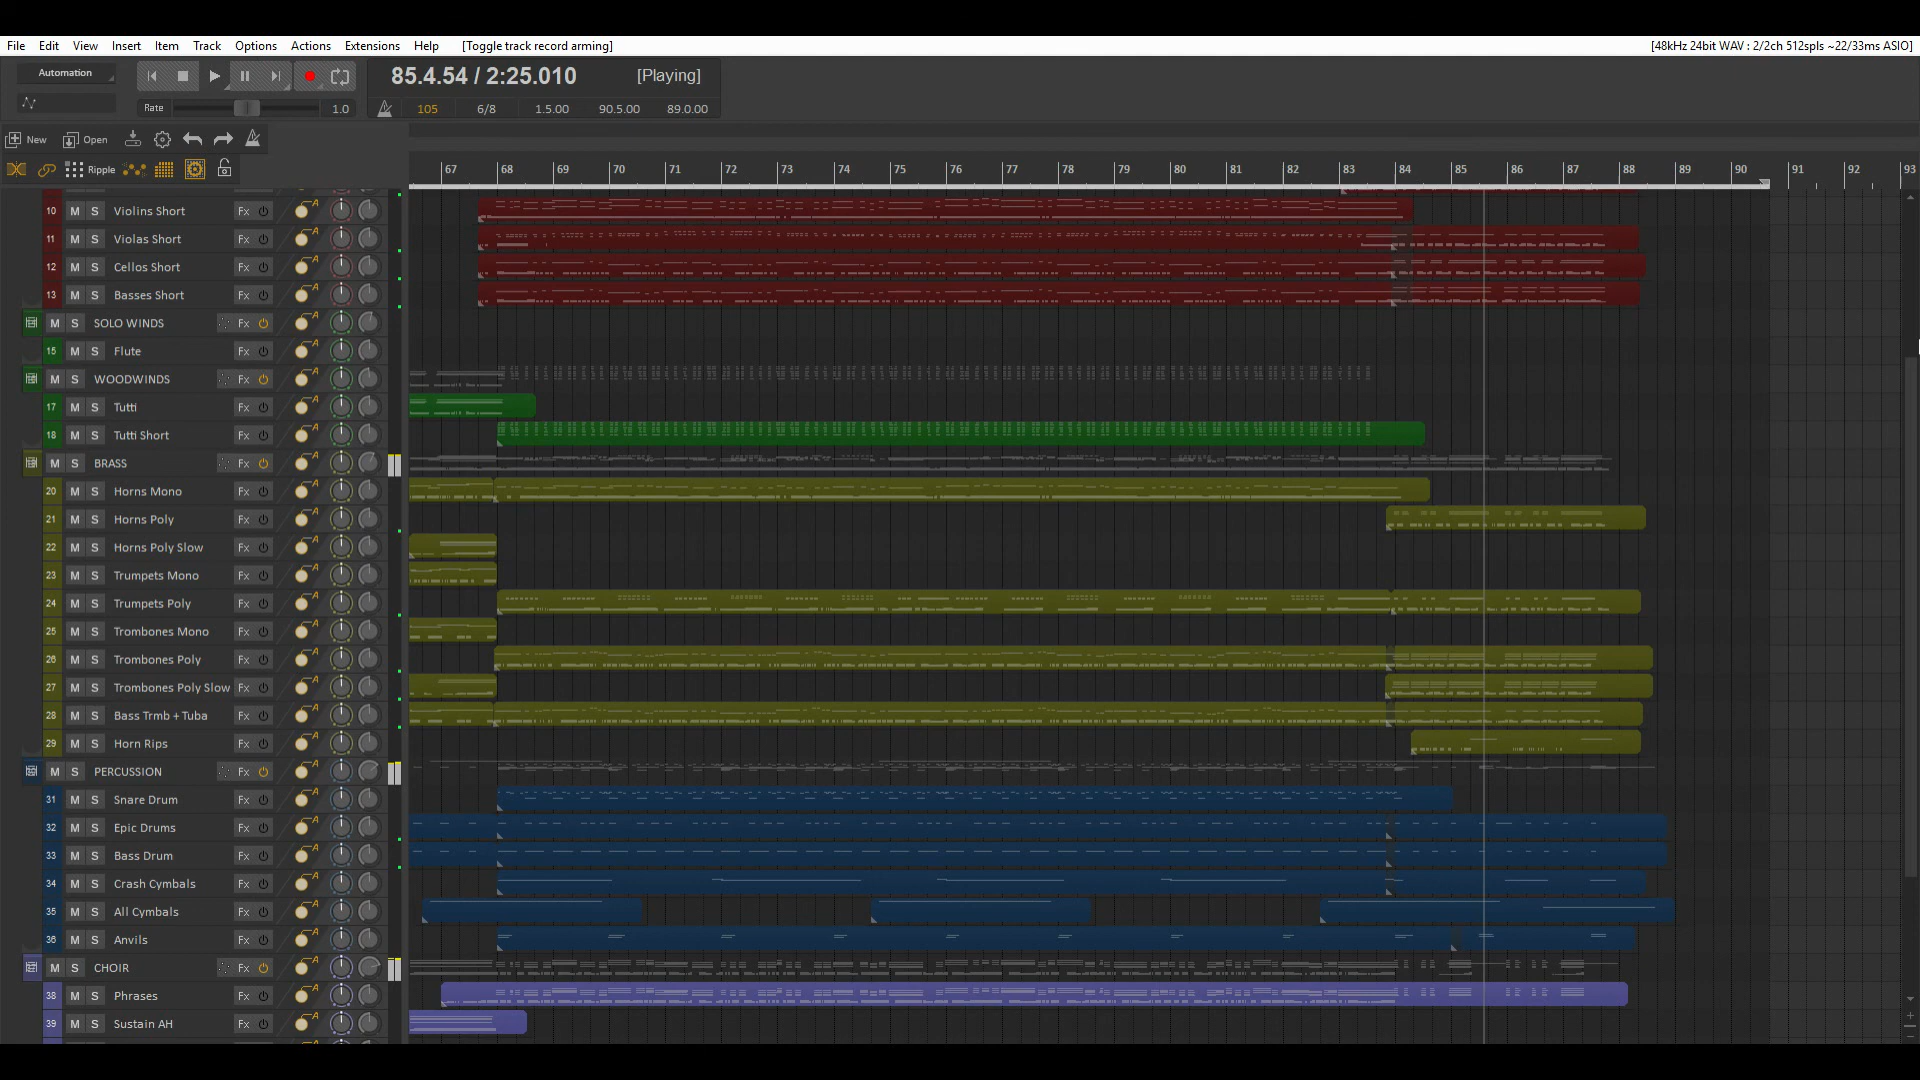 File Edit View Insert Item Track Options Actions Extensions Help [Toggle track record arming] [48kHz 24bit WAV : 2/2ch 512spls ~22/33ms ASIO]
Automation
85.4.54 / 2:25.010 [Playing]
Rate 1.0 105 6/8 1.5.00 90.5.00 89.0.00
New Open
Ripple
67 68 69 70 71 72 73 74 75 76 77 78 79 80 81 82 83 84 85 86 87 88 89 90 91 92 93
10 M S Violins Short Fx A
11 M S Violas Short Fx A
12 M S Cellos Short Fx A
13 M S Basses Short Fx A
M S SOLO WINDS Fx A
15 M S Flute Fx A
M S WOODWINDS Fx A
17 M S Tutti Fx A
18 M S Tutti Short Fx A
M S BRASS Fx A
20 M S Horns Mono Fx A
21 M S Horns Poly Fx A
22 M S Horns Poly Slow Fx A
23 M S Trumpets Mono Fx A
24 M S Trumpets Poly Fx A
25 M S Trombones Mono Fx A
26 M S Trombones Poly Fx A
27 M S Trombones Poly Slow Fx A
28 M S Bass Trmb + Tuba Fx A
29 M S Horn Rips Fx A
M S PERCUSSION Fx A
31 M S Snare Drum Fx A
32 M S Epic Drums Fx A
33 M S Bass Drum Fx A
34 M S Crash Cymbals Fx A
35 M S All Cymbals Fx A
36 M S Anvils Fx A
M S CHOIR Fx A
38 M S Phrases Fx A
39 M S Sustain AH Fx A